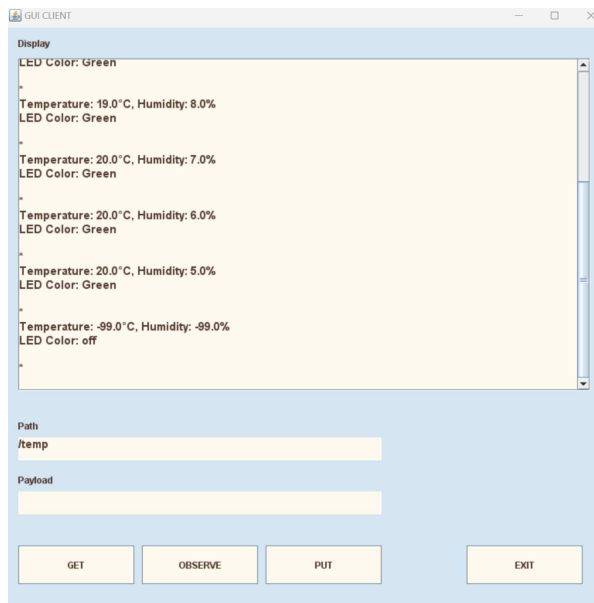 GUI CLIENT
Display
LED Color: Green
*
Temperature: 19.0°C, Humidity: 8.0%
LED Color: Green
*
Temperature: 20.0°C, Humidity: 7.0%
LED Color: Green
*
Temperature: 20.0°C, Humidity: 6.0%
LED Color: Green
*
Temperature: 20.0°C, Humidity: 5.0%
LED Color: Green
*
Temperature: -99.0°C, Humidity: -99.0%
LED Color: off
*
Path
/temp
Payload
GET OBSERVE PUT EXIT